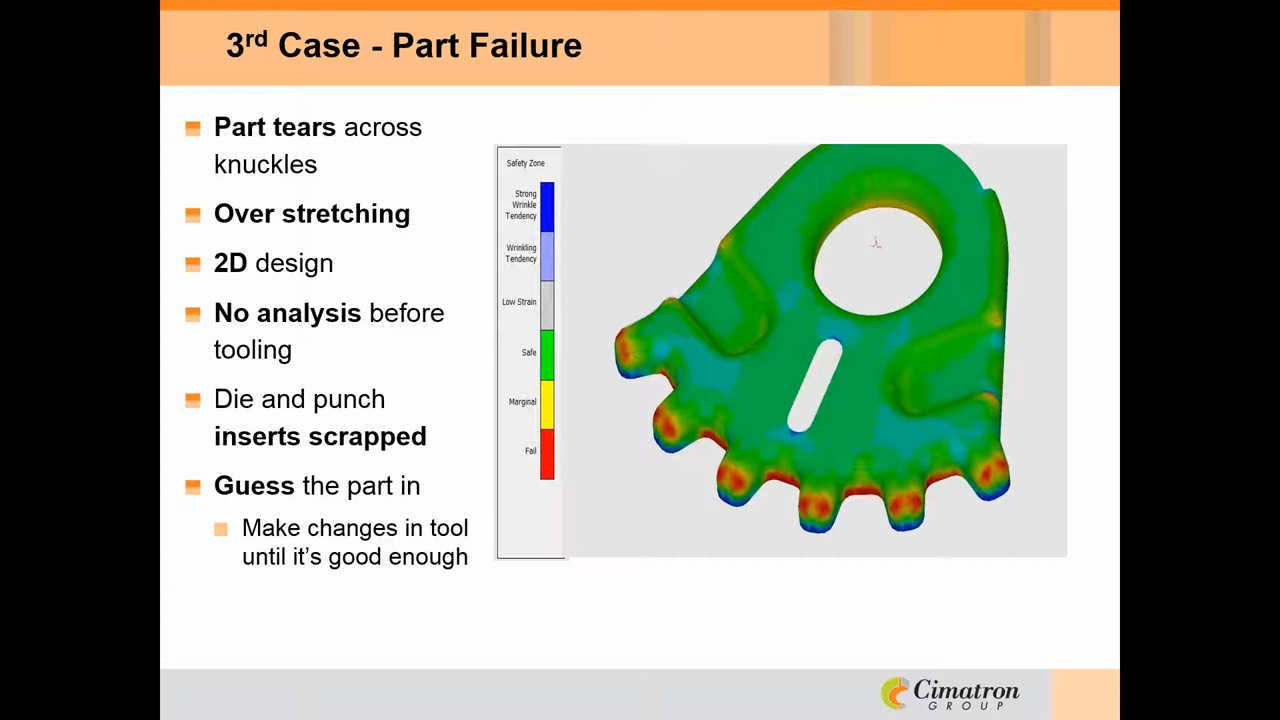 3rd Case - Part Failure
Part tears across
knuckles
Over stretching
2D design
No analysis before
tooling
Die and punch
inserts scrapped
Guess the part in
Make changes in tool
until it’s good enough
Safety Zone
Strong
Wrinkle
Tendency
Wrinkling
Tendency
Low Strain
Safe
Marginal
Fail
Cimatron
GROUP